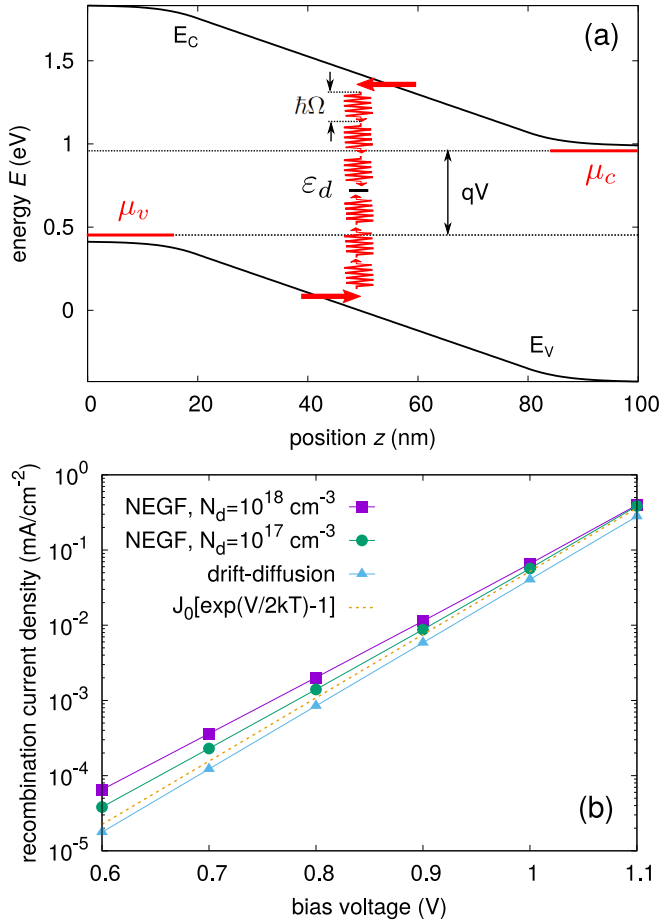 (a)
E_C
ħΩ
ε_d
qV
μ_c
μ_v
E_V
energy E (eV)
1.5
1
0.5
0
0 20 40 60 80 100
position z (nm)
NEGF, N_d=10^18 cm^-3
NEGF, N_d=10^17 cm^-3
drift-diffusion
J_0[exp(V/2kT)-1]
(b)
recombination current density (mA/cm^-2)
10^0
10^-1
10^-2
10^-3
10^-4
10^-5
0.6 0.7 0.8 0.9 1 1.1
bias voltage (V)